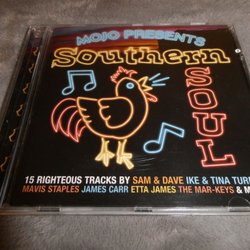 MOJO PRESENTS
Southern
SOUL
15 RIGHTEOUS TRACKS BY SAM & DAVE IKE & TINA TURN
MAVIS STAPLES JAMES CARR ETTA JAMES THE MAR-KEYS & M